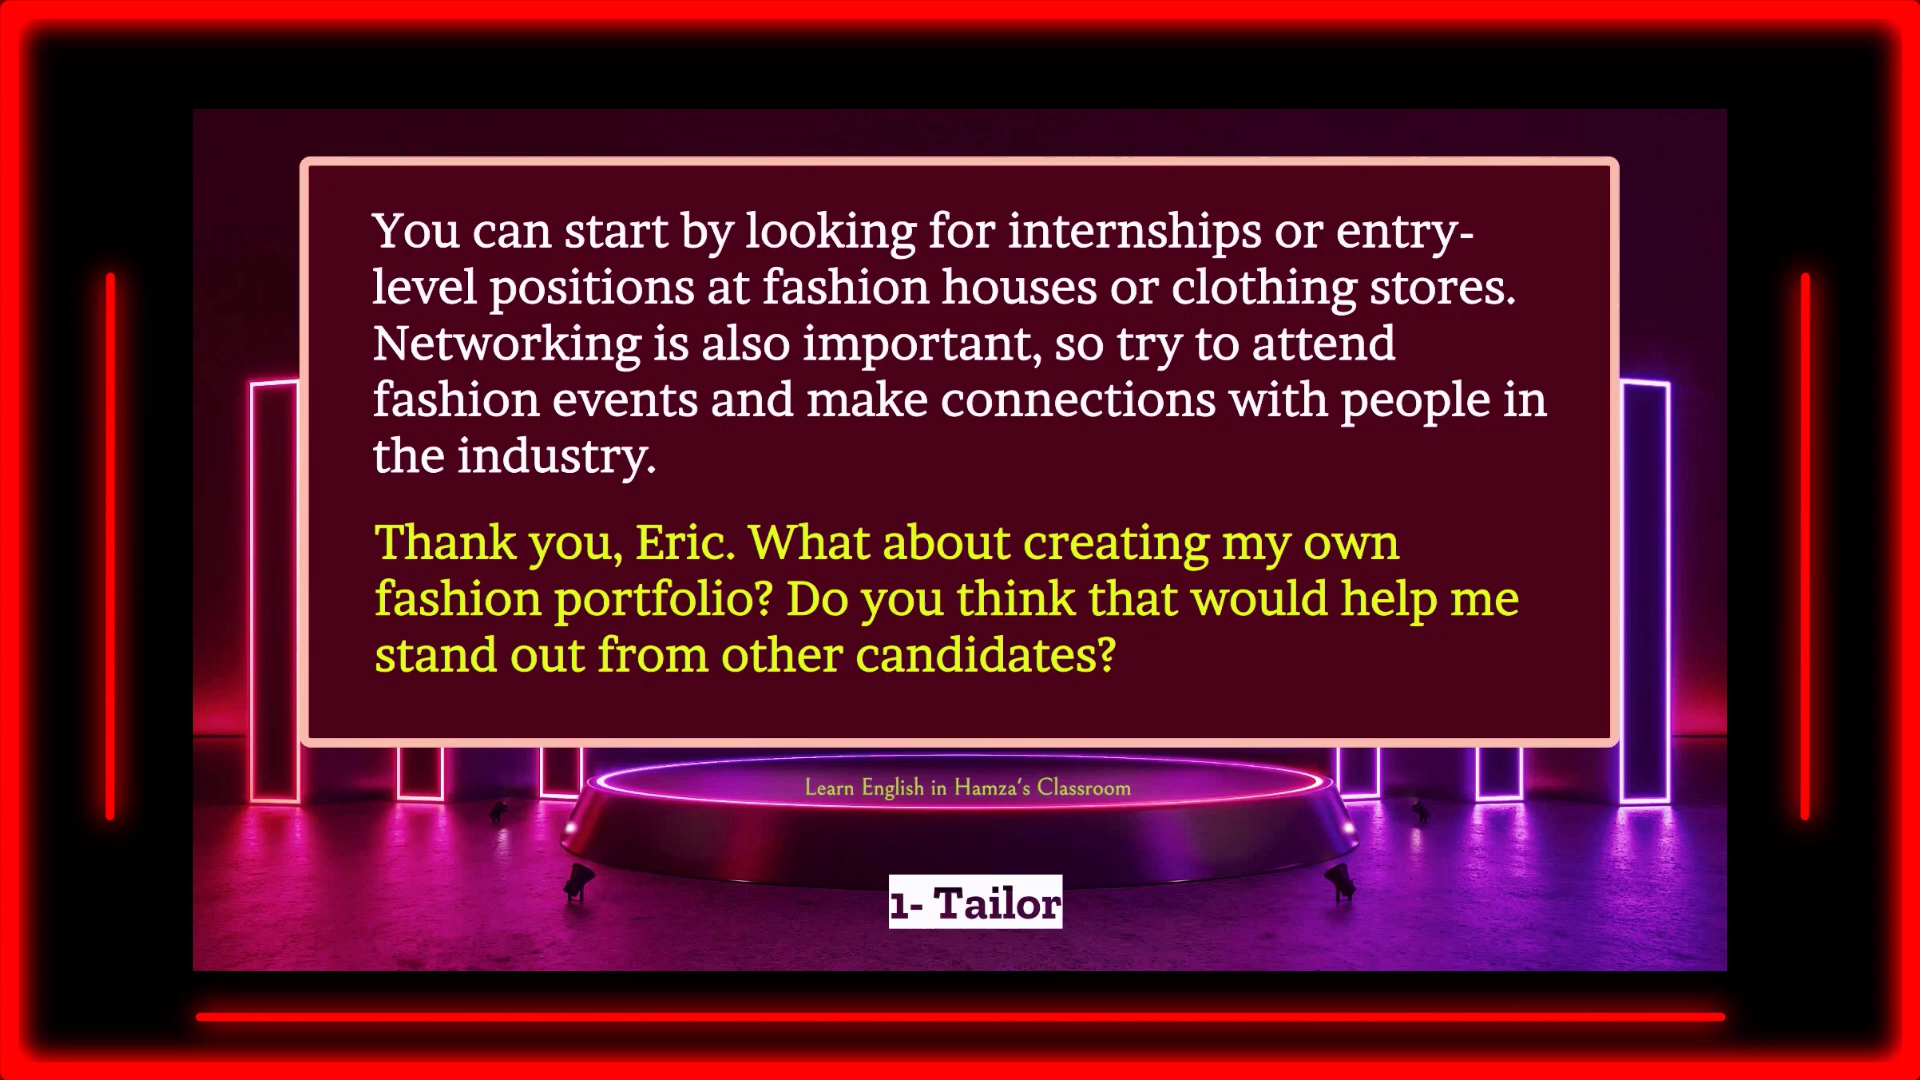 You can start by looking for internships or entry-
level positions at fashion houses or clothing stores.
Networking is also important, so try to attend
fashion events and make connections with people in
the industry.
Thank you, Eric. What about creating my own
fashion portfolio? Do you think that would help me
stand out from other candidates?
Learn English in Hamza's Classroom
1- Tailor